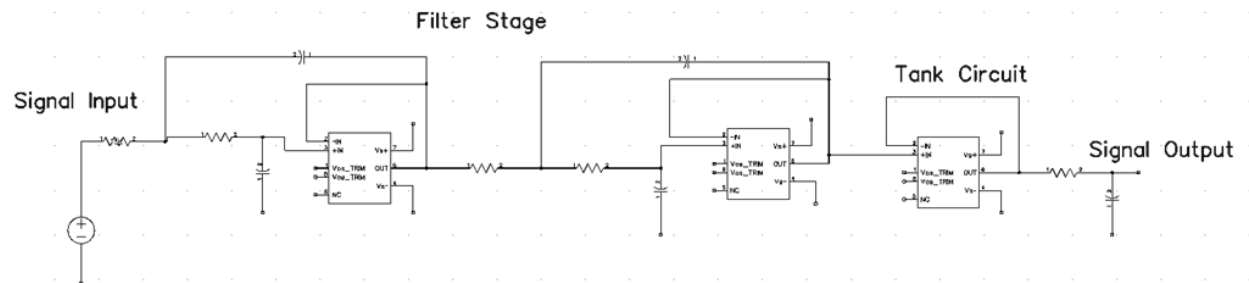 Filter Stage
Tank Circuit
Signal Input
Signal Output
-IN
+IN
Vs+
Vos_TRIM
OUT
Vos_TRIM
Vs-
NC
-IN
+IN
Vs+
Vos_TRIM
OUT
Vos_TRIM
Vs-
NC
-IN
+IN
Vs+
Vos_TRIM
OUT
Vos_TRIM
Vs-
NC